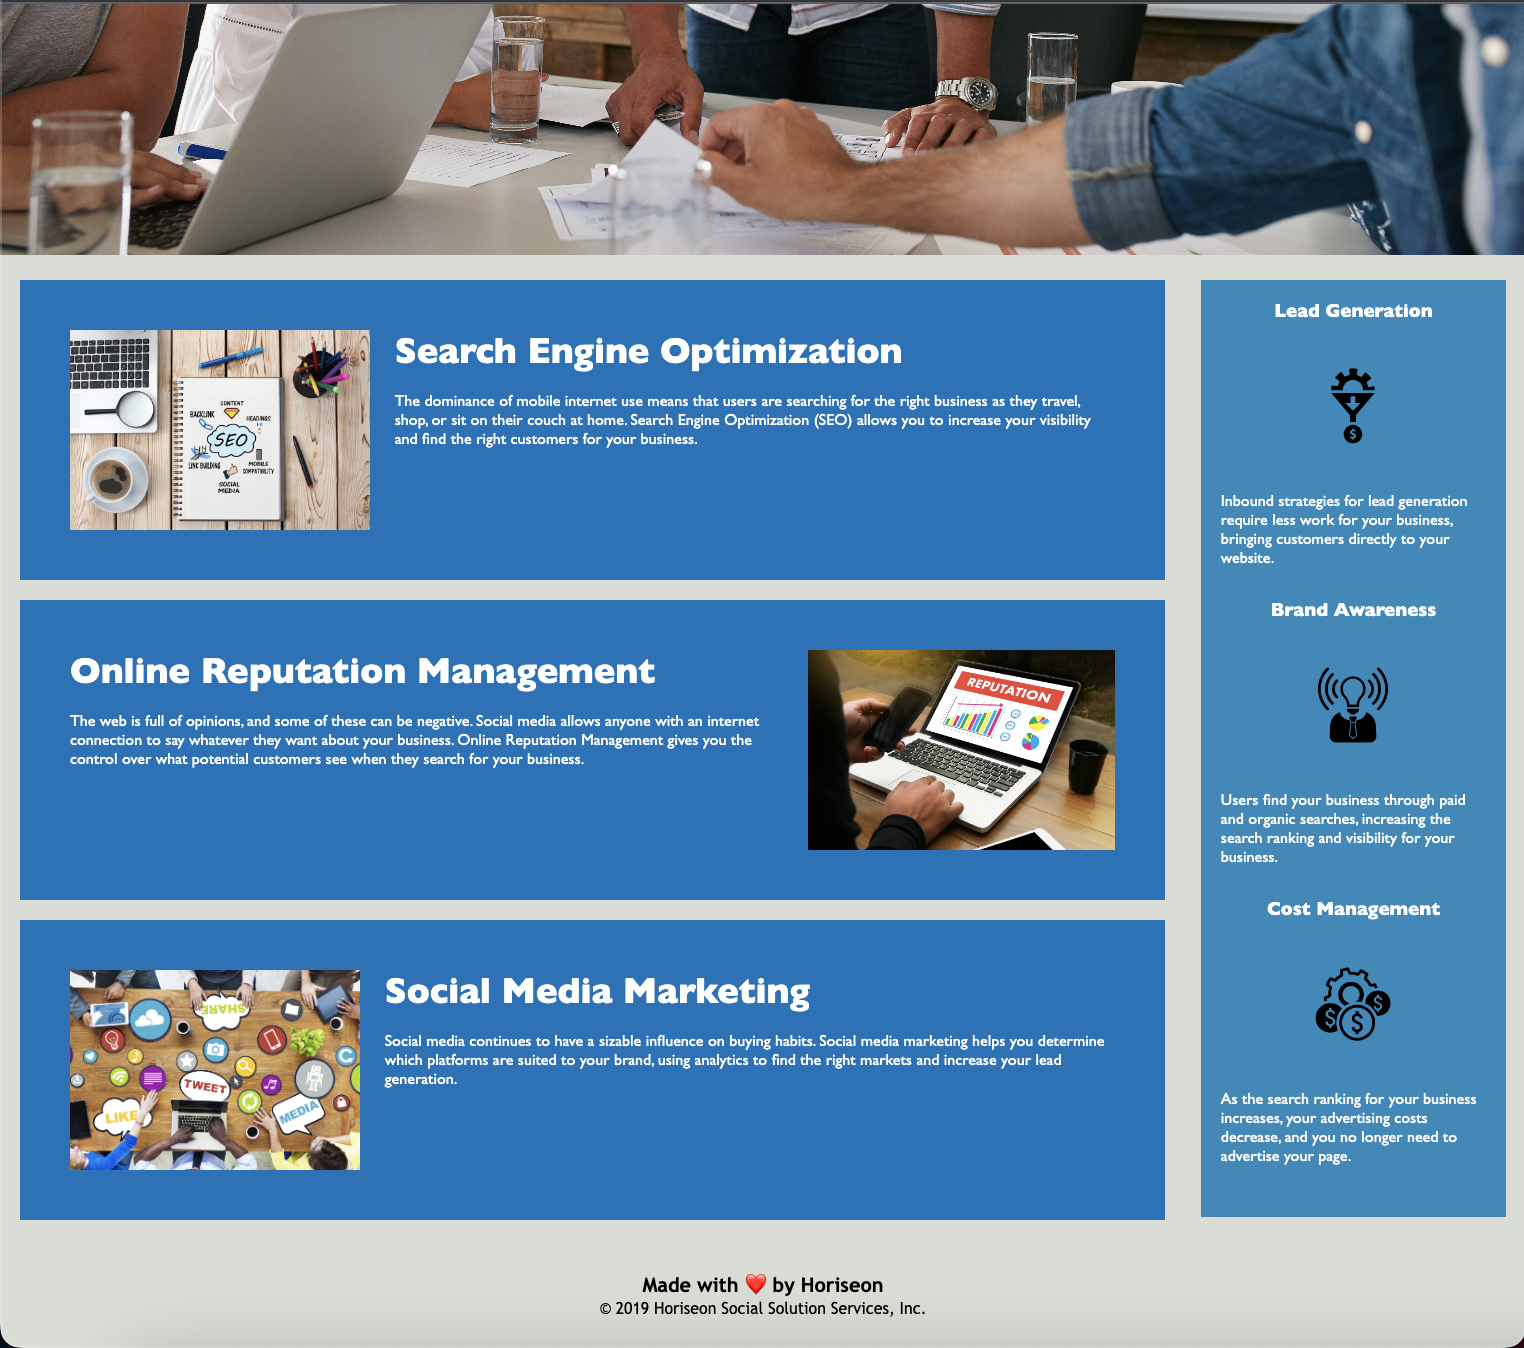 Search Engine Optimization
The dominance of mobile internet use means that users are searching for the right business as they travel,
shop, or sit on their couch at home. Search Engine Optimization (SEO) allows you to increase your visibility
and find the right customers for your business.
CONTENT
BACKLINK
HEADINGS
SEO
LINK BUILDING
MOBILE
COMPATIBILITY
SOCIAL
MEDIA
Online Reputation Management
The web is full of opinions, and some of these can be negative. Social media allows anyone with an internet
connection to say whatever they want about your business. Online Reputation Management gives you the
control over what potential customers see when they search for your business.
REPUTATION
Social Media Marketing
Social media continues to have a sizable influence on buying habits. Social media marketing helps you determine
which platforms are suited to your brand, using analytics to find the right markets and increase your lead
generation.
SHARE
TWEET
LIKE
MEDIA
Lead Generation
$
Inbound strategies for lead generation
require less work for your business,
bringing customers directly to your
website.
Brand Awareness
Users find your business through paid
and organic searches, increasing the
search ranking and visibility for your
business.
Cost Management
$
$
$
As the search ranking for your business
increases, your advertising costs
decrease, and you no longer need to
advertise your page.
Made with ❤️ by Horiseon
© 2019 Horiseon Social Solution Services, Inc.